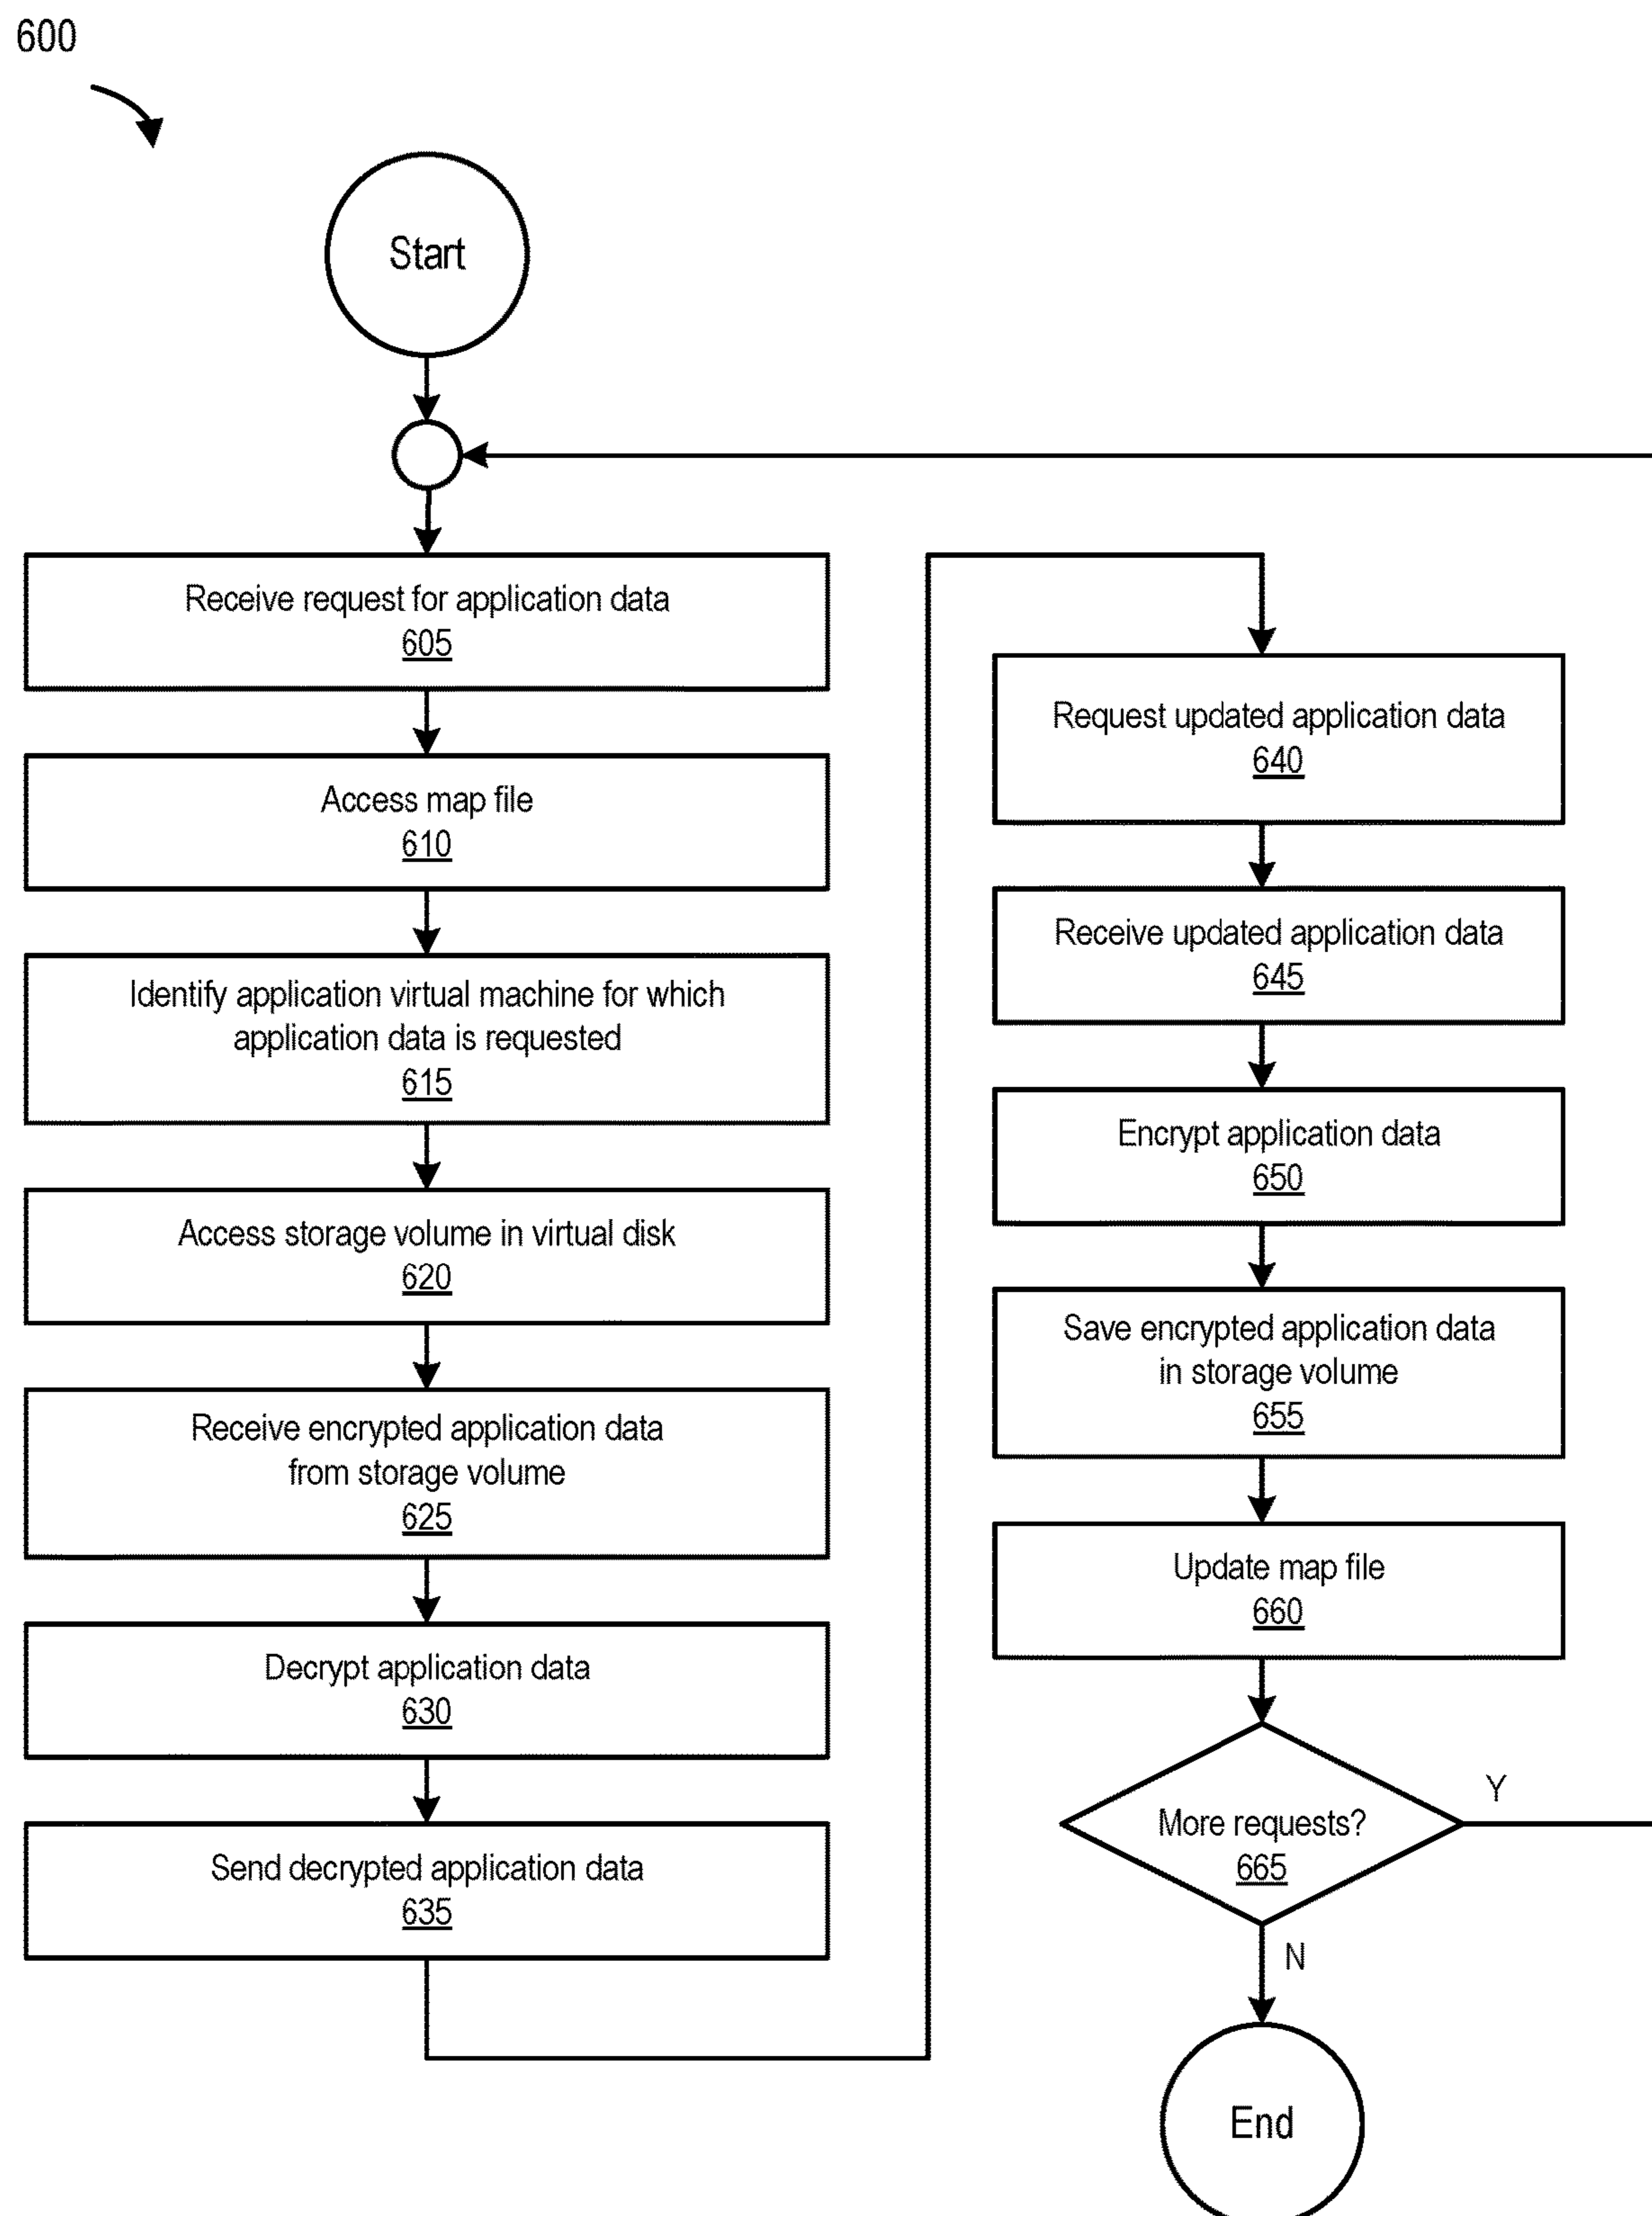 600
Start
Receive request for application data
605
Access map file
610
Identify application virtual machine for which
application data is requested
615
Access storage volume in virtual disk
620
Receive encrypted application data
from storage volume
625
Decrypt application data
630
Send decrypted application data
635
Request updated application data
640
Receive updated application data
645
Encrypt application data
650
Save encrypted application data
in storage volume
655
Update map file
660
More requests?
665
Y
N
End